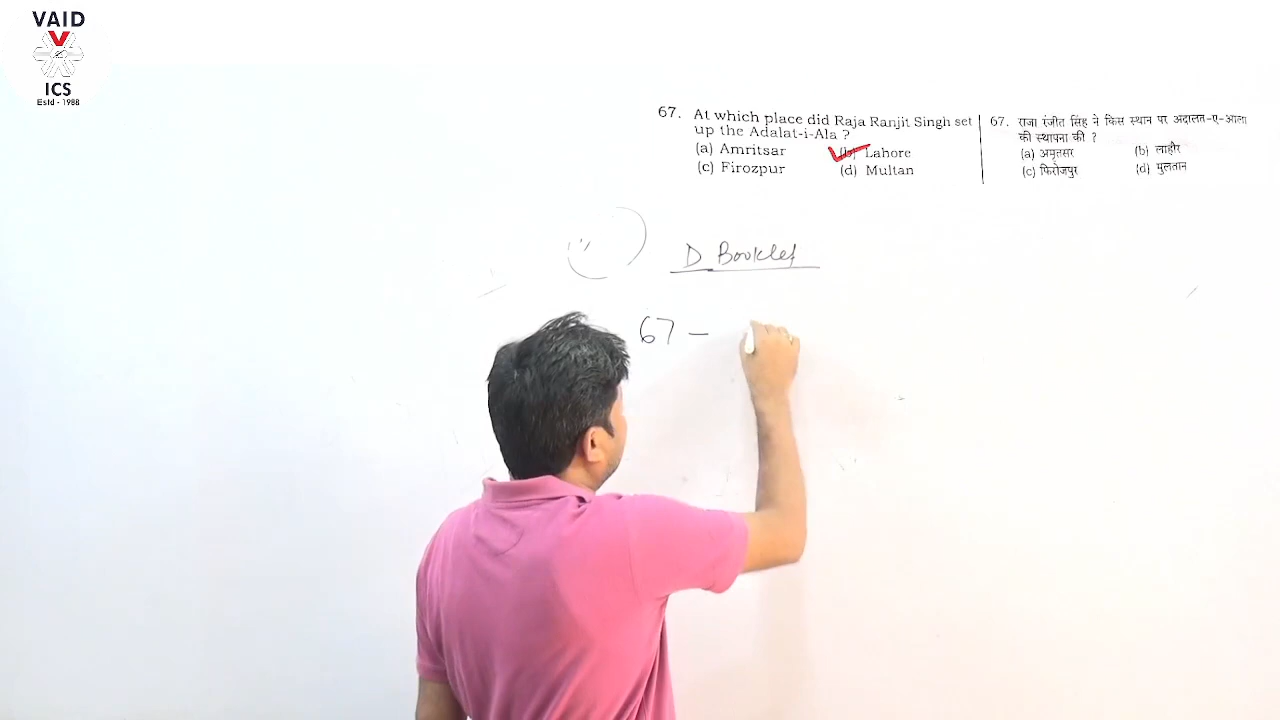 VAID
ICS
Estd - 1988
67. At which place did Raja Ranjit Singh set
up the Adalat-i-Ala ?
(a) Amritsar (b) Lahore
(c) Firozpur (d) Multan
67. राजा रंजीत सिंह ने किस स्थान पर अदालत-ए-आला
की स्थापना की ?
(a) अमृतसर (b) लाहौर
(c) फिरोजपुर (d) मुलतान
D Booklet
67 –